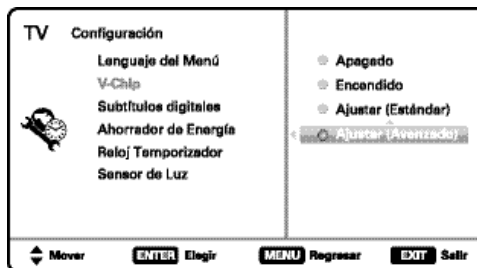 TV Configuración
Lenguaje del Menú
V-Chip
Subtítulos digitales
Ahorrador de Energía
Reloj Temporizador
Sensor de Luz
Apagado
Encendido
Ajustar (Estándar)
Ajustar (Avanzado)
Mover ENTER Elegir MENU Regresar EXIT Salir